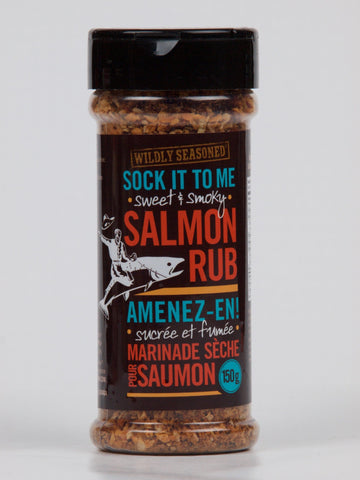 WILDLY SEASONED
SOCK IT TO ME
• sweet & smoky •
SALMON
RUB
AMENEZ-EN!
• sucrée et fumée •
MARINADE SÈCHE
POUR SAUMON 150g